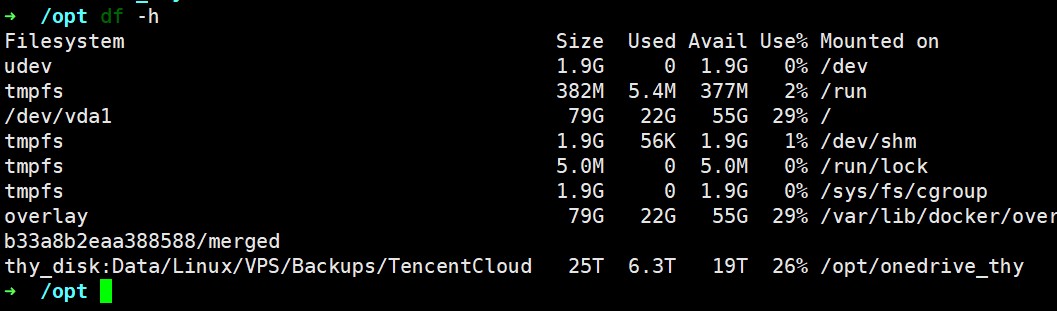 ➜  /opt df -h
Filesystem                                    Size  Used Avail Use% Mounted on
udev                                          1.9G     0  1.9G   0% /dev
tmpfs                                         382M  5.4M  377M   2% /run
/dev/vda1                                      79G   22G   55G  29% /
tmpfs                                         1.9G   56K  1.9G   1% /dev/shm
tmpfs                                         5.0M     0  5.0M   0% /run/lock
tmpfs                                         1.9G     0  1.9G   0% /sys/fs/cgroup
overlay                                        79G   22G   55G  29% /var/lib/docker/over
b33a8b2eaa388588/merged
thy_disk:Data/Linux/VPS/Backups/TencentCloud   25T  6.3T   19T  26% /opt/onedrive_thy
➜  /opt